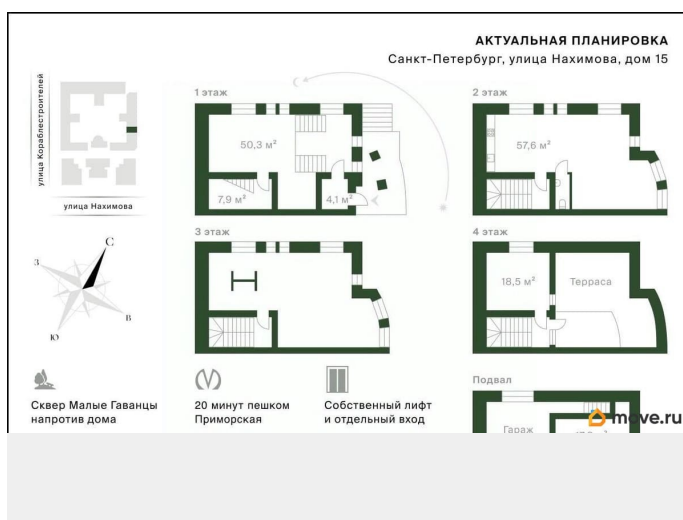 АКТУАЛЬНАЯ ПЛАНИРОВКА
Санкт-Петербург, улица Нахимова, дом 15
улица Кораблестроителей
улица Нахимова
1 этаж
50,3 м²
7,9 м²
4,1 м²
2 этаж
57,6 м²
С
З
В
Ю
3 этаж
4 этаж
18,5 м²
Терраса
Сквер Малые Гаванцы
напротив дома
20 минут пешком
Приморская
Собственный лифт
и отдельный вход
Подвал
Гараж
move.ru